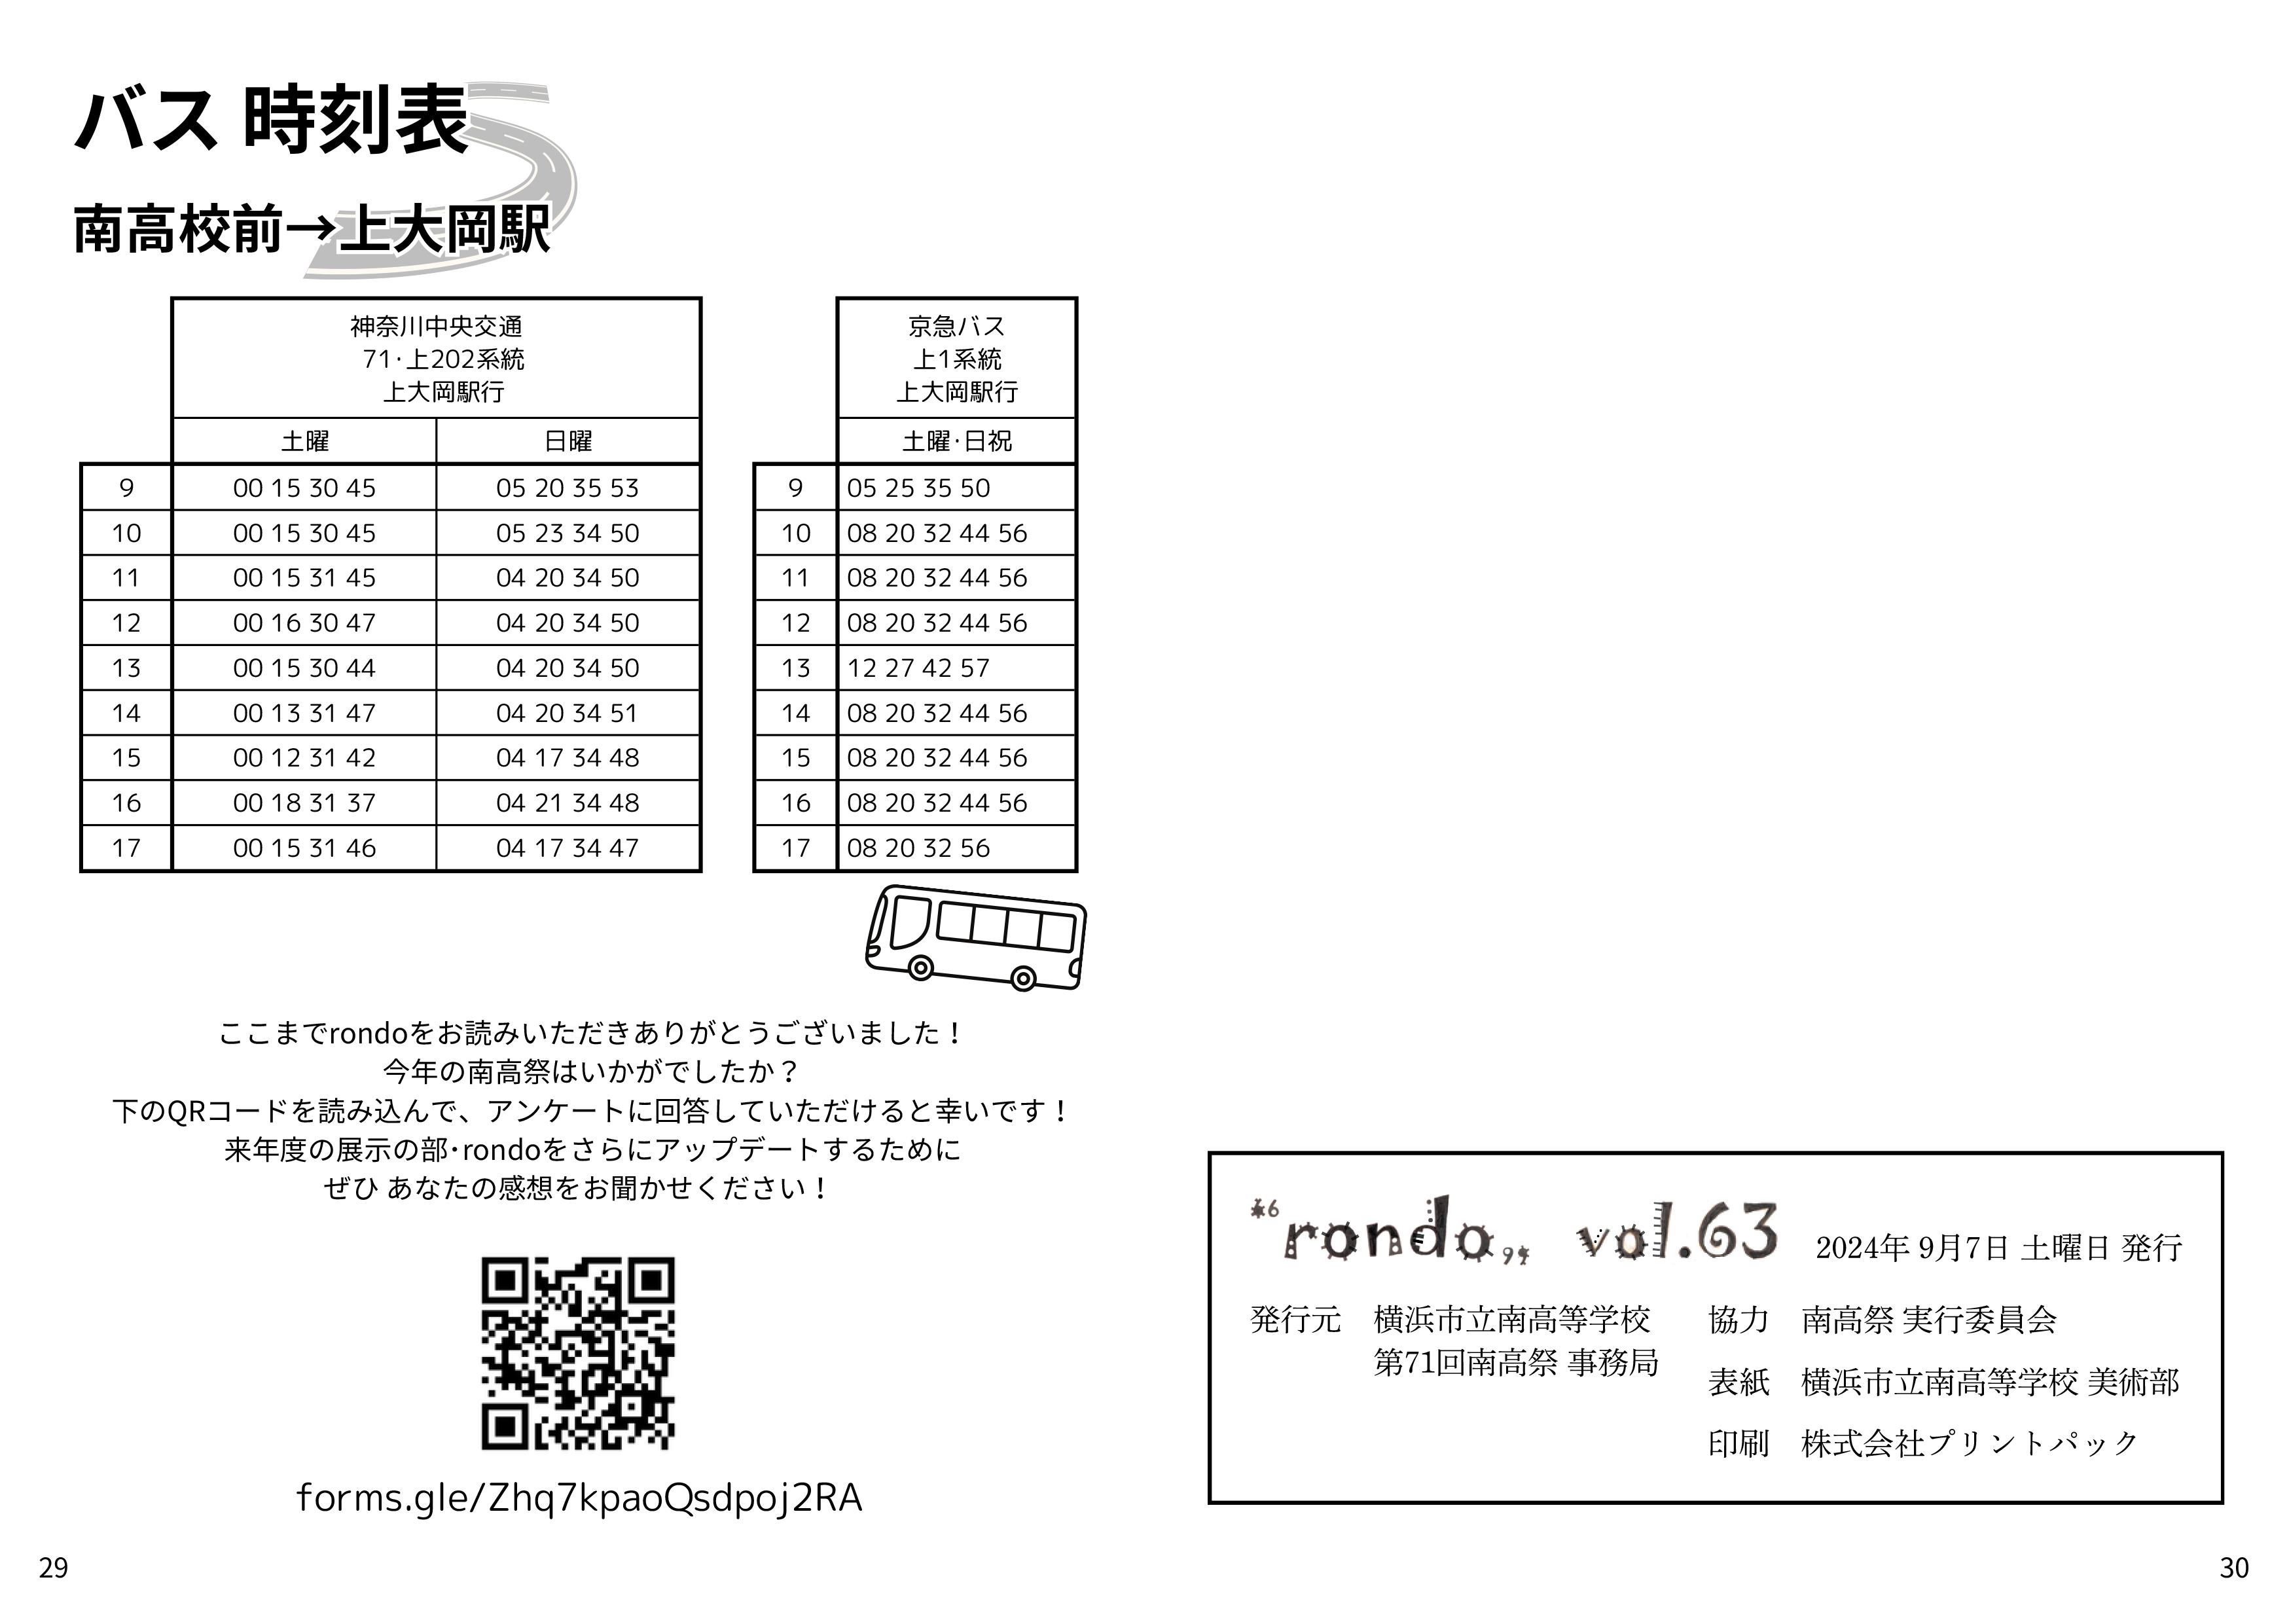 バス 時刻表
南高校前→上大岡駅
神奈川中央交通
71·上202系統
上大岡駅行
土曜 日曜
9 00 15 30 45 05 20 35 53
10 00 15 30 45 05 23 34 50
11 00 15 31 45 04 20 34 50
12 00 16 30 47 04 20 34 50
13 00 15 30 44 04 20 34 50
14 00 13 31 47 04 20 34 51
15 00 12 31 42 04 17 34 48
16 00 18 31 37 04 21 34 48
17 00 15 31 46 04 17 34 47
京急バス
上1系統
上大岡駅行
土曜·日祝
9 05 25 35 50
10 08 20 32 44 56
11 08 20 32 44 56
12 08 20 32 44 56
13 12 27 42 57
14 08 20 32 44 56
15 08 20 32 44 56
16 08 20 32 44 56
17 08 20 32 56
ここまでrondoをお読みいただきありがとうございました！
今年の南高祭はいかがでしたか？
下のQRコードを読み込んで、アンケートに回答していただけると幸いです！
来年度の展示の部·rondoをさらにアップデートするために
ぜひ あなたの感想をお聞かせください！
forms.gle/Zhq7kpaoQsdpoj2RA
29
rondo vol.63 2024年 9月7日 土曜日 発行
発行元 横浜市立南高等学校
第71回南高祭 事務局
協力 南高祭 実行委員会
表紙 横浜市立南高等学校 美術部
印刷 株式会社プリントパック
30